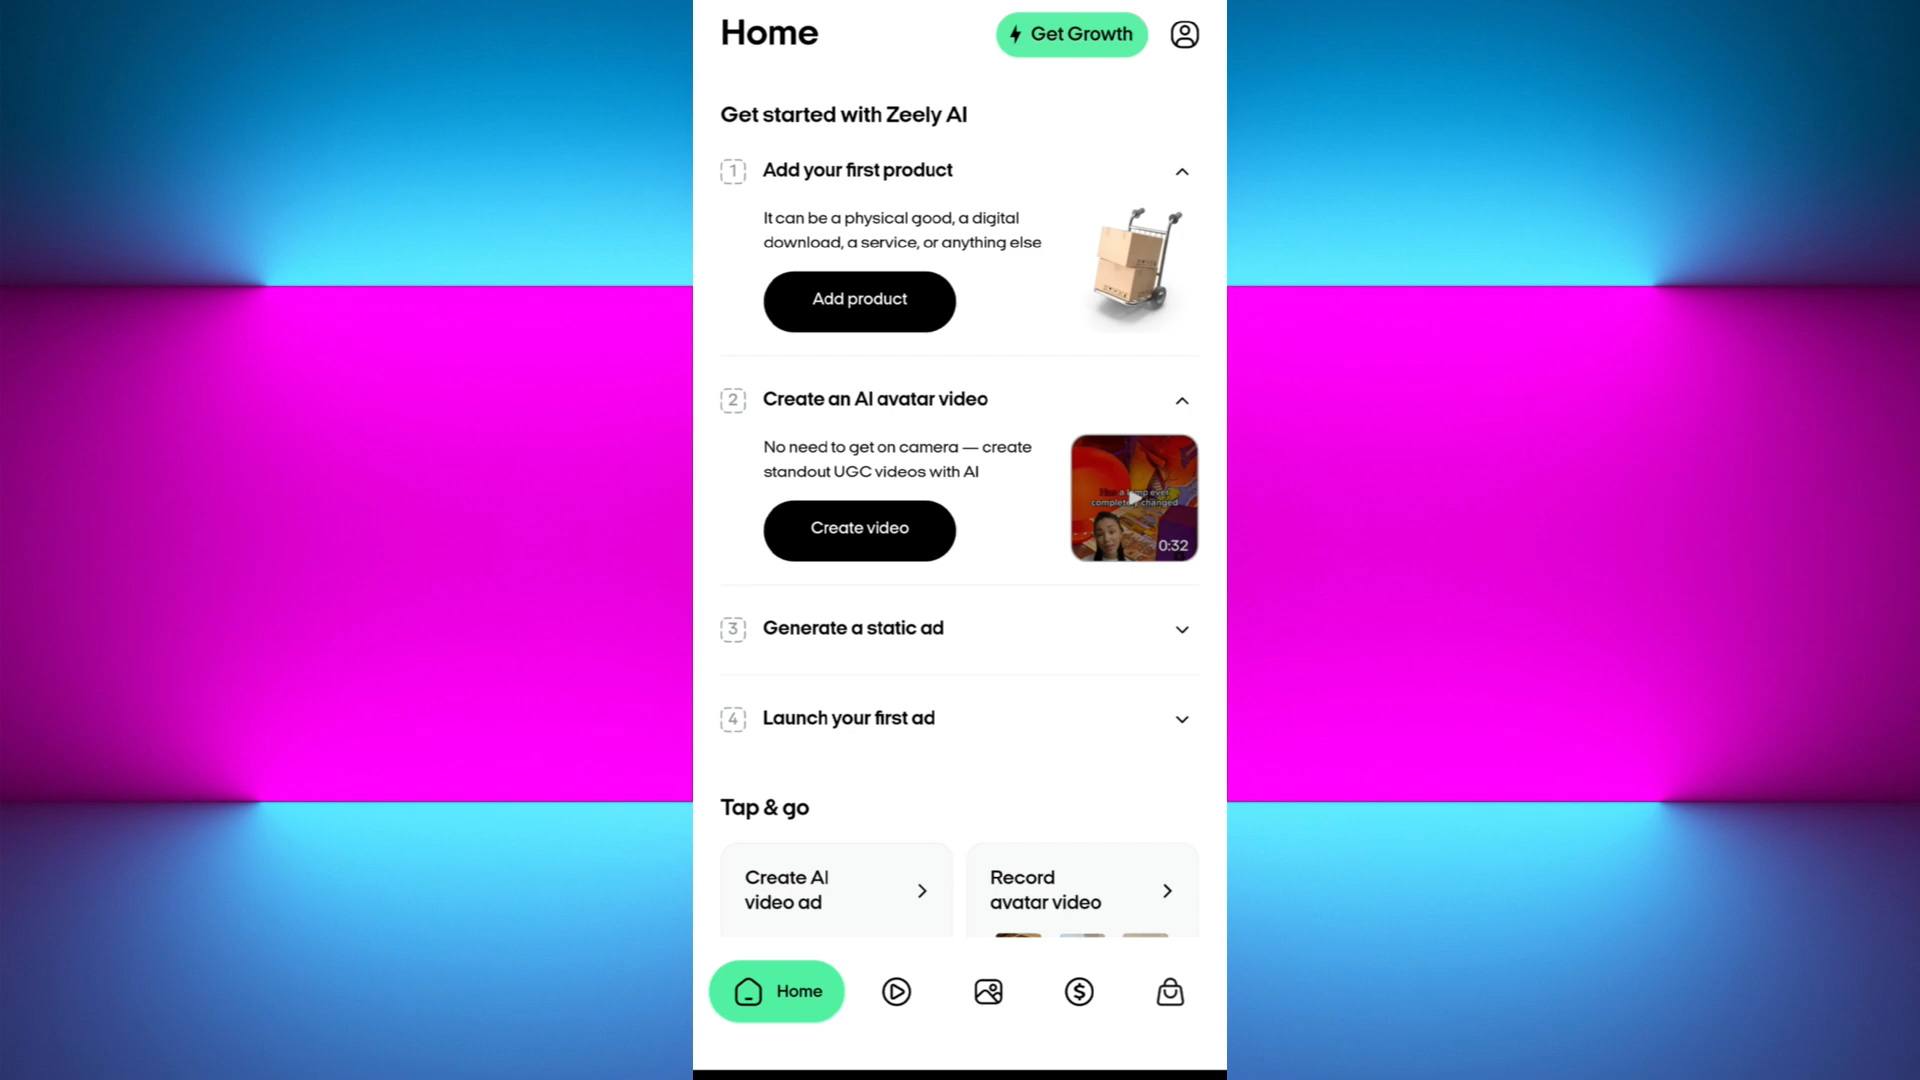 Home
Get Growth
Get started with Zeely AI
1 Add your first product
It can be a physical good, a digital
download, a service, or anything else
Add product
2 Create an AI avatar video
No need to get on camera — create
standout UGC videos with AI
Create video
completely changed
0:32
3 Generate a static ad
4 Launch your first ad
Tap & go
Create AI
video ad
Record
avatar video
Home